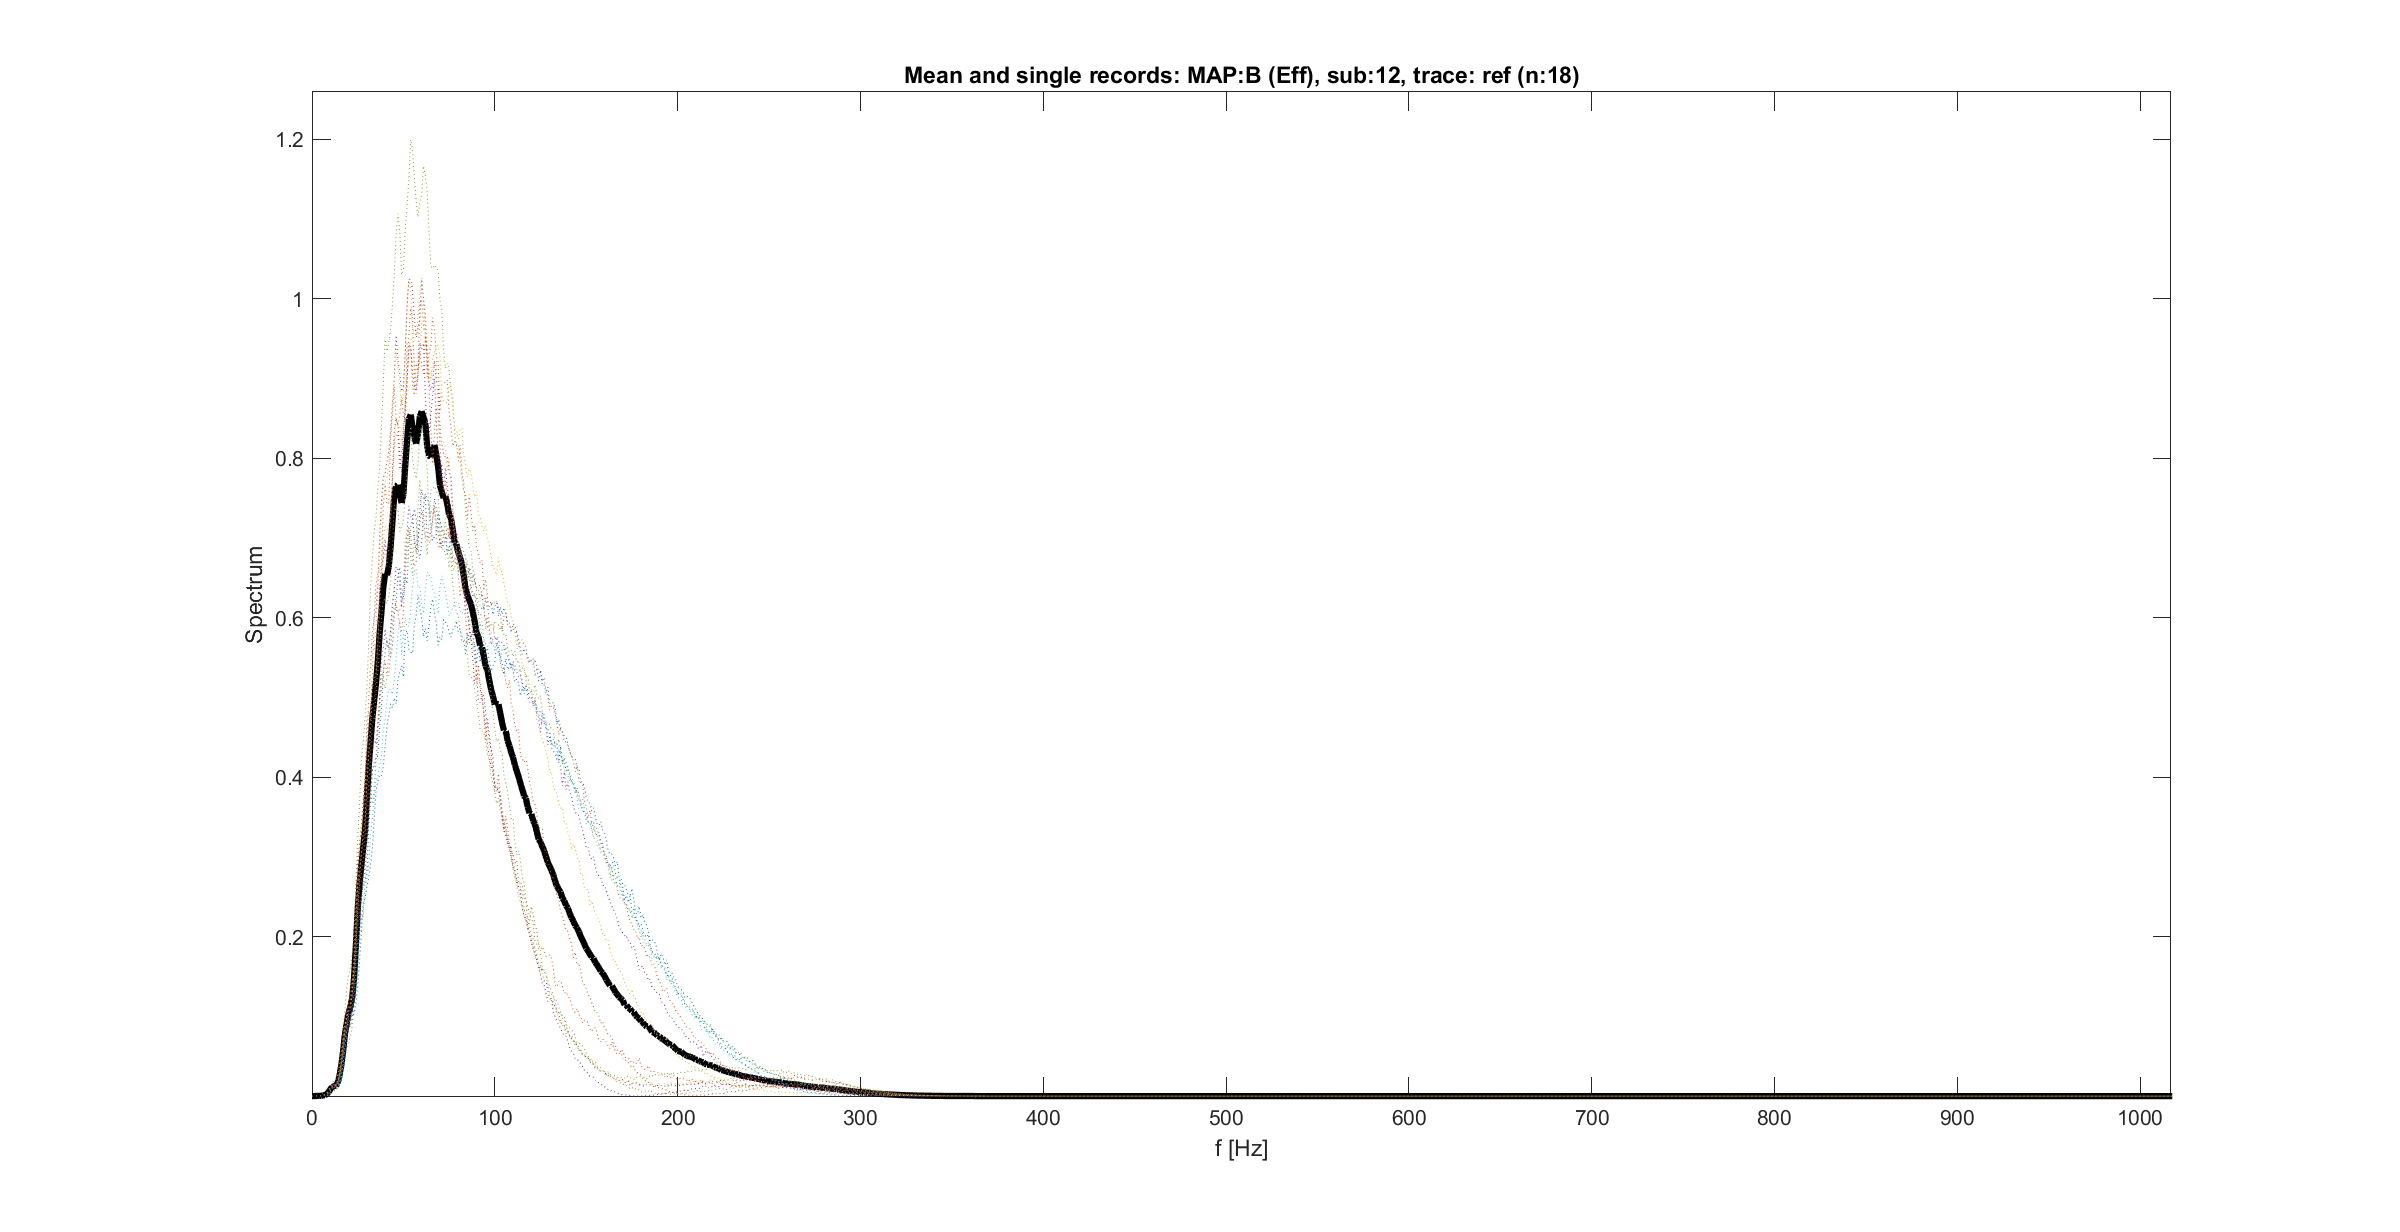 Mean and single records: MAP:B (Eff), sub:12, trace: ref (n:18)
1.2
1
0.8
0.6
0.4
0.2
Spectrum
0 100 200 300 400 500 600 700 800 900 1000
f [Hz]